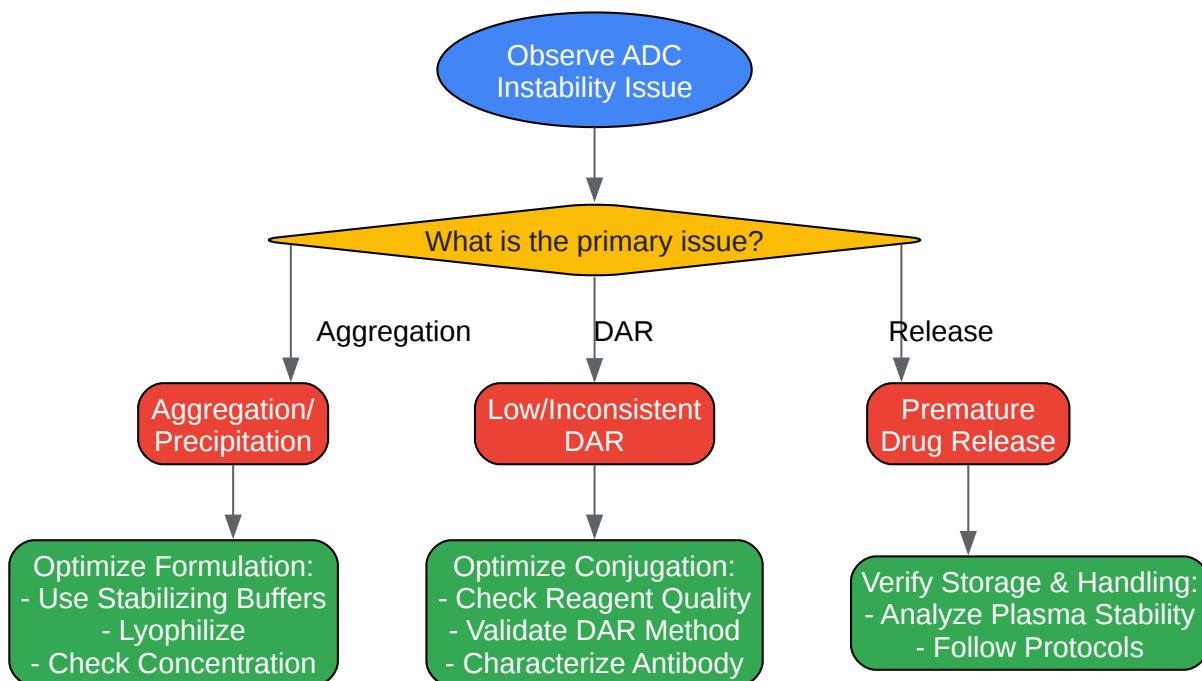 Observe ADC
Instability Issue
What is the primary issue?
Aggregation
DAR
Release
Aggregation/
Precipitation
Low/Inconsistent
DAR
Premature
Drug Release
Optimize Formulation:
- Use Stabilizing Buffers
- Lyophilize
- Check Concentration
Optimize Conjugation:
- Check Reagent Quality
- Validate DAR Method
- Characterize Antibody
Verify Storage & Handling:
- Analyze Plasma Stability
- Follow Protocols